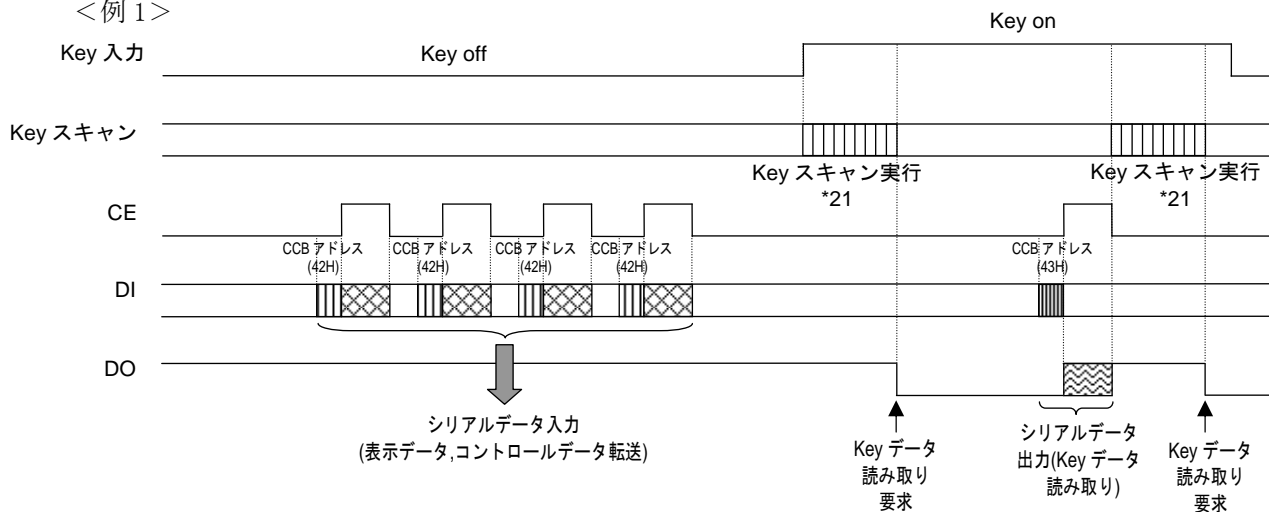 ＜例1＞
Key on
Key 入力
Key off
Key スキャン
Key スキャン実行
*21
Key スキャン実行
*21
CE
CCB アドレス
(42H)
CCB アドレス
(42H)
CCB アドレス
(42H)
CCB アドレス
(42H)
CCB アドレス
(43H)
DI
DO
シリアルデータ入力
(表示データ,コントロールデータ転送)
Key データ
読み取り
要求
シリアルデータ
出力(Key データ
読み取り)
Key データ
読み取り
要求